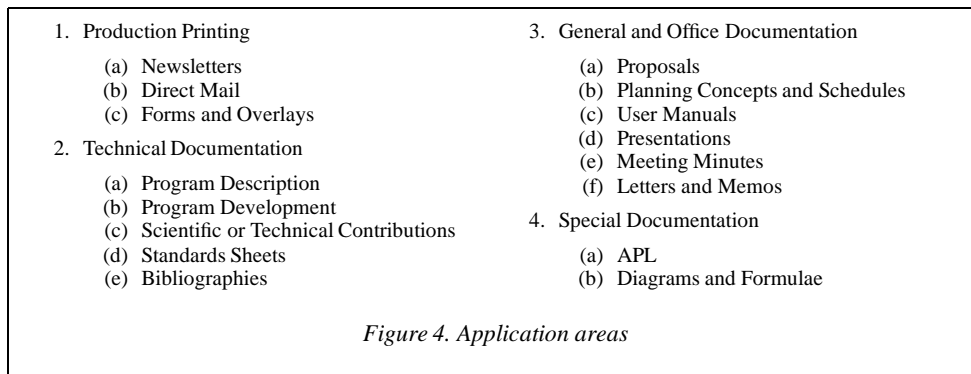 1. Production Printing
(a) Newsletters
(b) Direct Mail
(c) Forms and Overlays
2. Technical Documentation
(a) Program Description
(b) Program Development
(c) Scientific or Technical Contributions
(d) Standards Sheets
(e) Bibliographies
3. General and Office Documentation
(a) Proposals
(b) Planning Concepts and Schedules
(c) User Manuals
(d) Presentations
(e) Meeting Minutes
(f) Letters and Memos
4. Special Documentation
(a) APL
(b) Diagrams and Formulae
Figure 4. Application areas